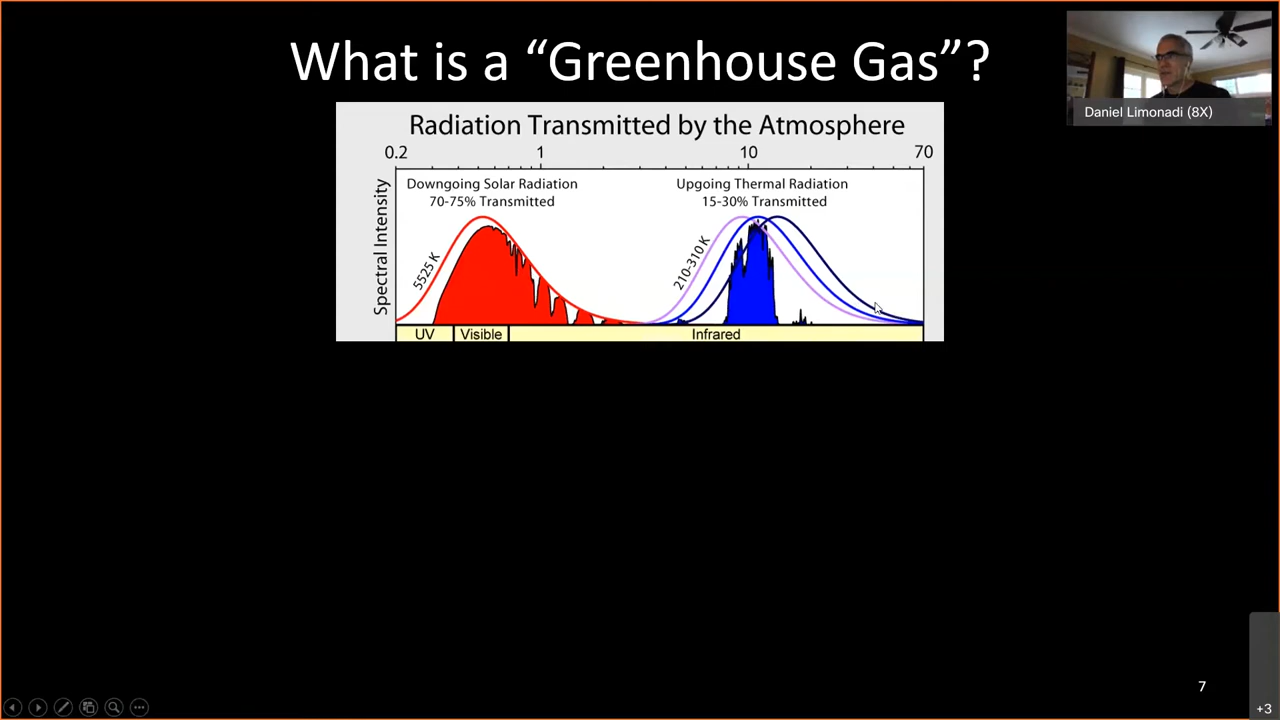 What is a “Greenhouse Gas”?
Daniel Limonadi (8X)
Radiation Transmitted by the Atmosphere
0.2 1 10 70
Spectral Intensity
Downgoing Solar Radiation
70-75% Transmitted
Upgoing Thermal Radiation
15-30% Transmitted
5525 K
210-310 K
UV Visible Infrared
7
+3